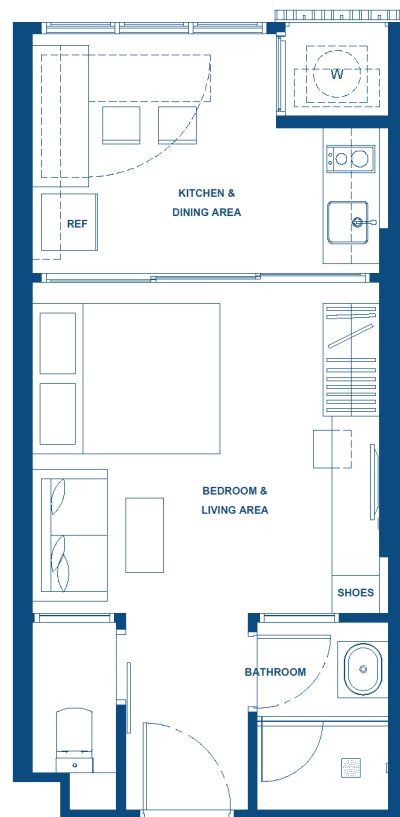 W
KITCHEN &
DINING AREA
REF
BEDROOM &
LIVING AREA
SHOES
BATHROOM